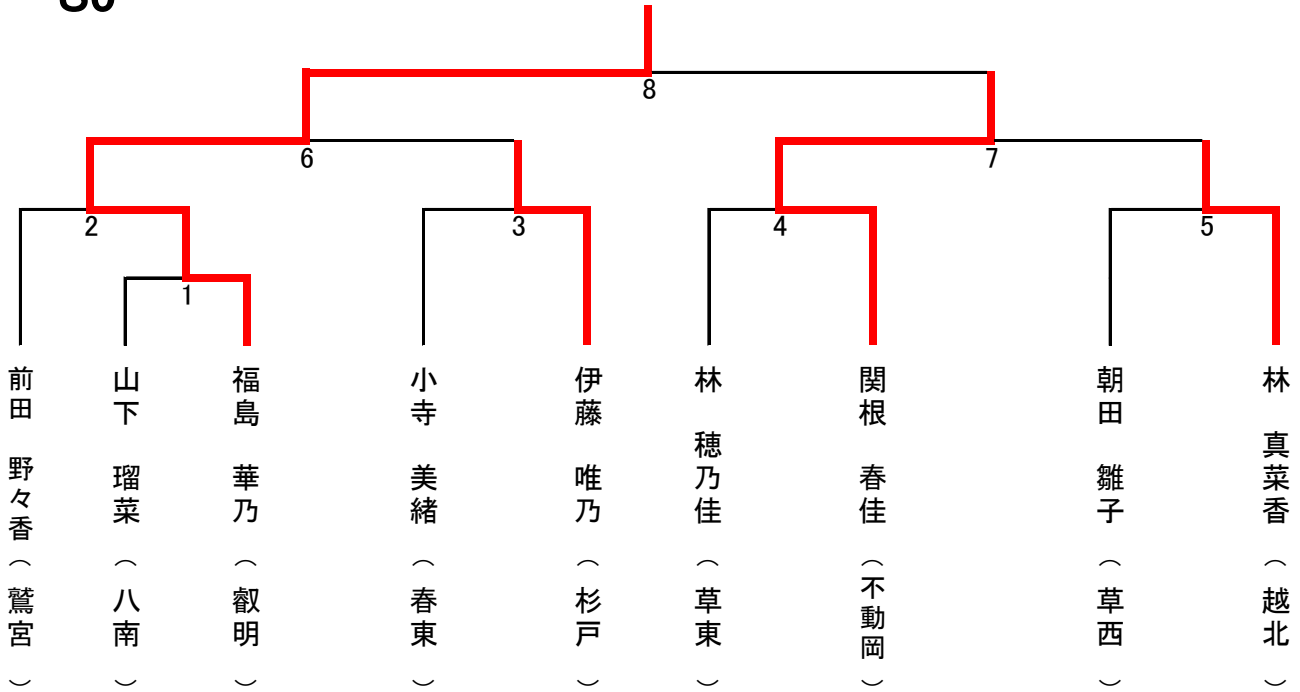 8
6
7
2
3
4
5
1
前田 野々香（鷲宮）
山下 瑠菜（八南）
福島 華乃（叡明）
小寺 美緒（春東）
伊藤 唯乃（杉戸）
林 穂乃佳（草東）
関根 春佳（不動岡）
朝田 雛子（草西）
林 真菜香（越北）